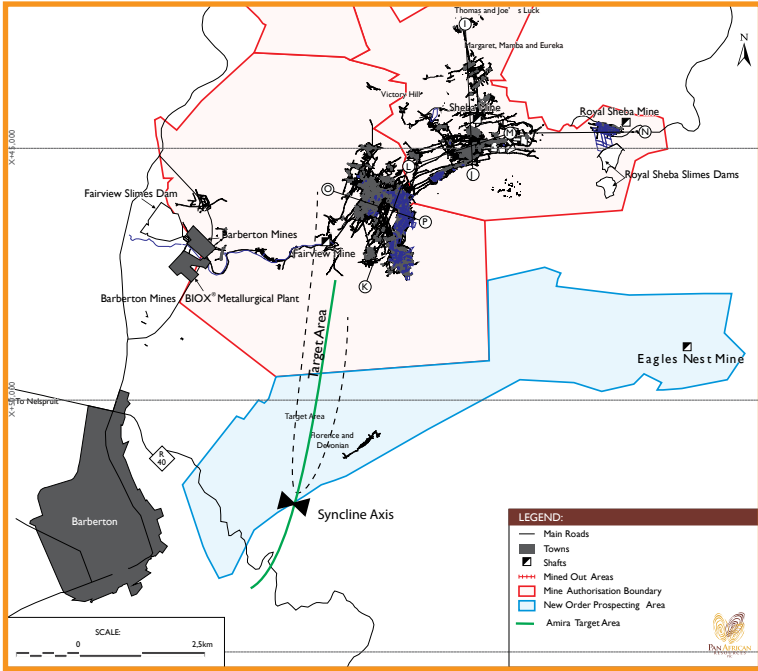 Thomas and Joe's Luck
I
N
Margaret, Mamba and Eureka
Victory Hill
Sheba Mine
Royal Sheba Mine
M
N
X+45,000
L
J
Royal Sheba Slimes Dams
O
Fairview Slimes Dam
P
Barberton Mines
Fairview Mine
K
Barberton Mines BIOX® Metallurgical Plant
Target Area
Eagles Nest Mine
X+50,000
To Nelspruit
Target Area
Florence and
Devonian
R
40
Barberton
Syncline Axis
LEGEND:
Main Roads
Towns
Shafts
Mined Out Areas
Mine Authorisation Boundary
New Order Prospecting Area
Amira Target Area
SCALE:
0
2,5km
PAN AFRICAN
RESOURCES